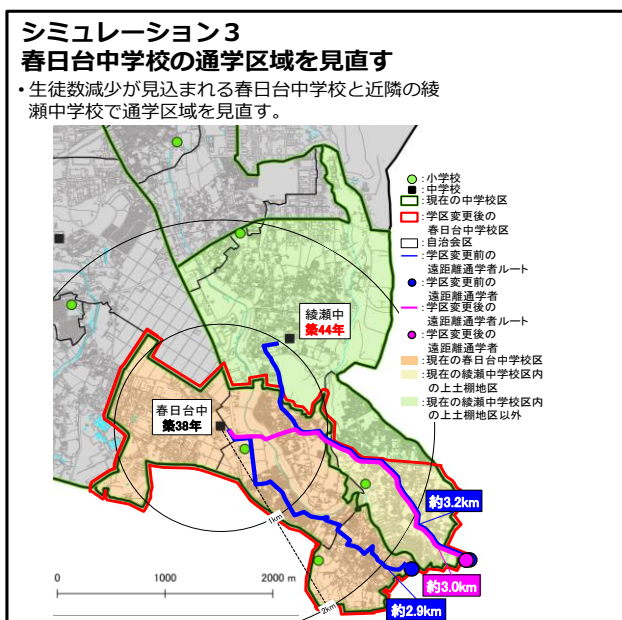 シミュレーション３
春日台中学校の通学区域を見直す
・生徒数減少が見込まれる春日台中学校と近隣の綾
瀬中学校で通学区域を見直す。
：小学校
：中学校
：現在の中学校区
：学区変更後の
春日台中学校区
：自治会区
：学区変更前の
遠距離通学者ルート
：学区変更前の
遠距離通学者
：学区変更後の
遠距離通学者ルート
：学区変更後の
遠距離通学者
：現在の春日台中学校区
：現在の綾瀬中学校区内
の上土棚地区
：現在の綾瀬中学校区内
の上土棚地区以外
綾瀬中
築44年
春日台中
築38年
約3.2km
約3.0km
約2.9km
1km
2km
0 1000 2000 m